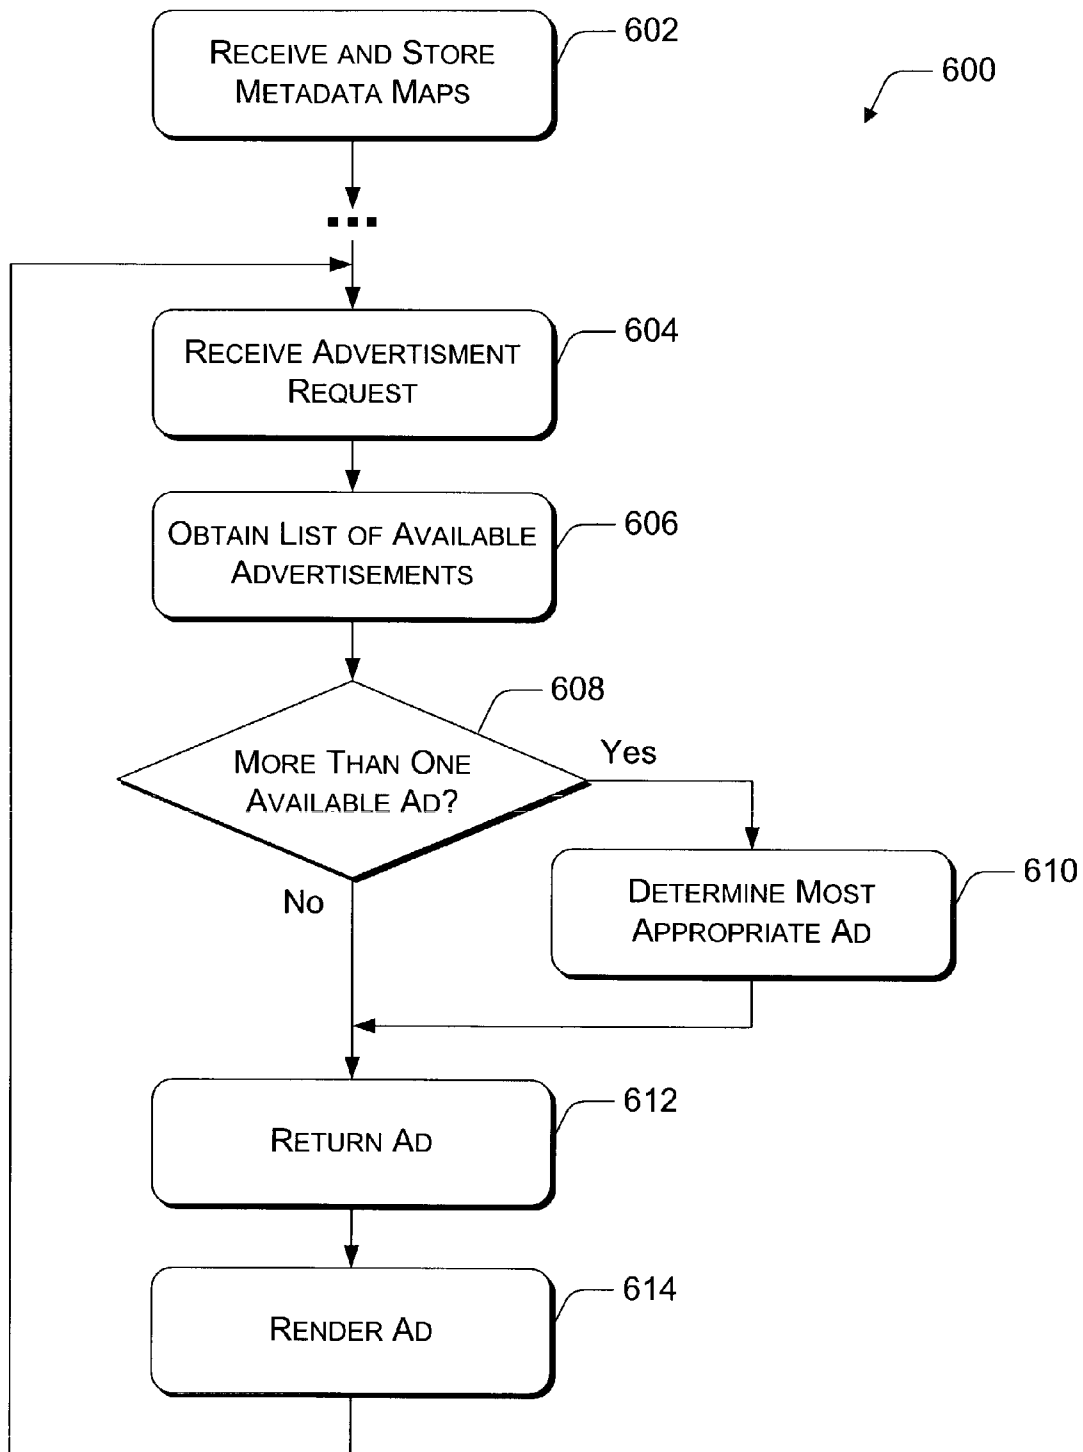 RECEIVE AND STORE
METADATA MAPS
602
600
RECEIVE ADVERTISMENT
REQUEST
604
OBTAIN LIST OF AVAILABLE
ADVERTISEMENTS
606
608
MORE THAN ONE
AVAILABLE AD?
Yes
No
DETERMINE MOST
APPROPRIATE AD
610
RETURN AD
612
RENDER AD
614